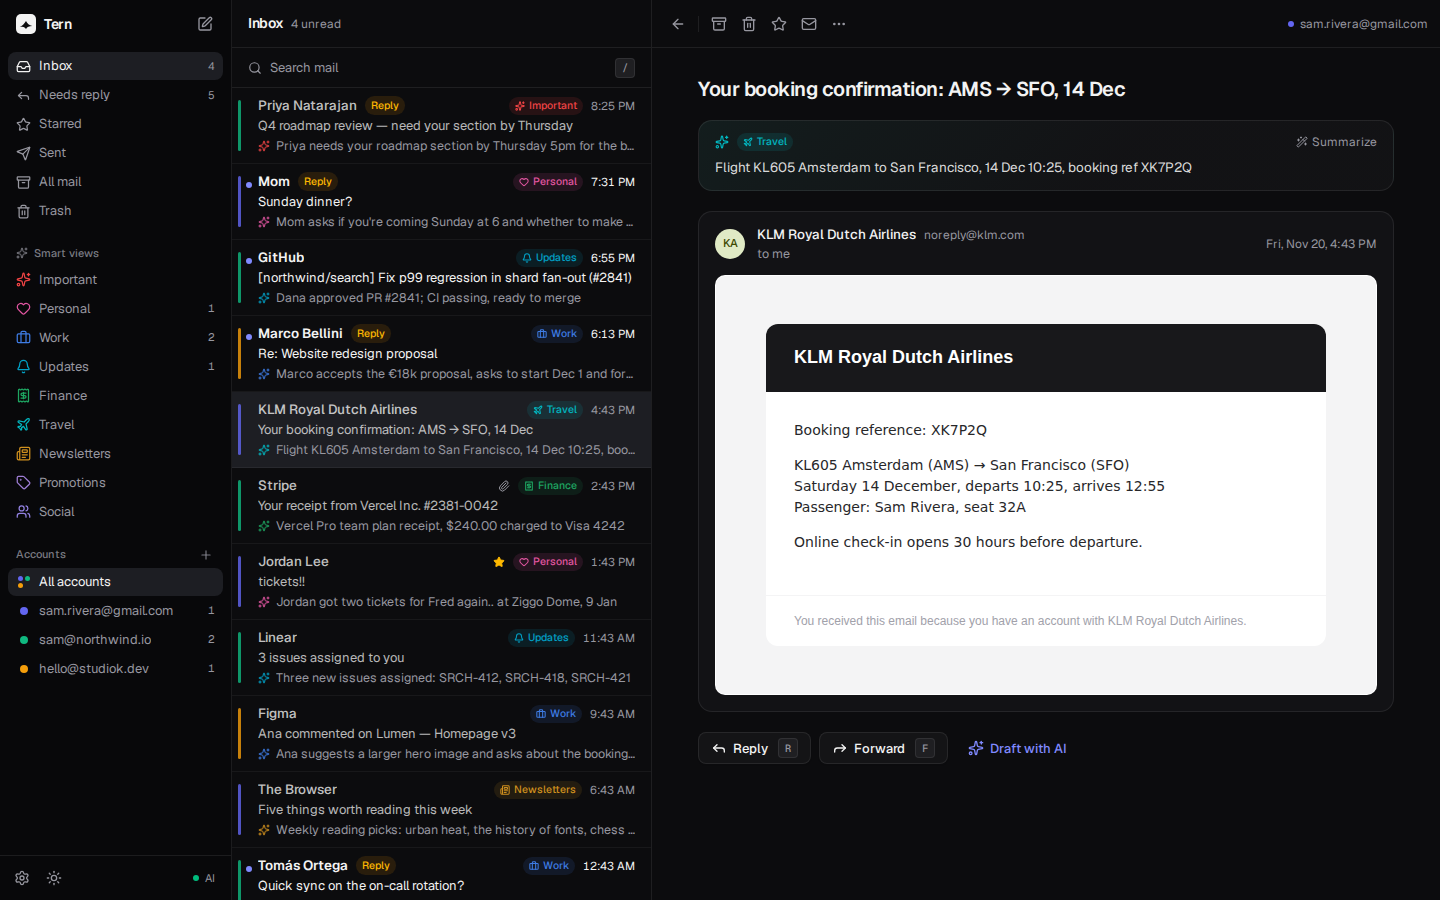 Tern
Inbox 4
Needs reply 5
Starred
Sent
All mail
Trash
Smart views
Important
Personal 1
Work 2
Updates 1
Finance
Travel
Newsletters
Promotions
Social
Accounts
All accounts
sam.rivera@gmail.com 1
sam@northwind.io 2
hello@studiok.dev 1
AI
Inbox 4 unread
Search mail /
Priya Natarajan Reply Important 8:25 PM
Q4 roadmap review — need your section by Thursday
Priya needs your roadmap section by Thursday 5pm for the b…
Mom Reply Personal 7:31 PM
Sunday dinner?
Mom asks if you're coming Sunday at 6 and whether to make …
GitHub Updates 6:55 PM
[northwind/search] Fix p99 regression in shard fan-out (#2841)
Dana approved PR #2841; CI passing, ready to merge
Marco Bellini Reply Work 6:13 PM
Re: Website redesign proposal
Marco accepts the €18k proposal, asks to start Dec 1 and for…
KLM Royal Dutch Airlines Travel 4:43 PM
Your booking confirmation: AMS → SFO, 14 Dec
Flight KL605 Amsterdam to San Francisco, 14 Dec 10:25, boo…
Stripe Finance 2:43 PM
Your receipt from Vercel Inc. #2381-0042
Vercel Pro team plan receipt, $240.00 charged to Visa 4242
Jordan Lee Personal 1:43 PM
tickets!!
Jordan got two tickets for Fred again.. at Ziggo Dome, 9 Jan
Linear Updates 11:43 AM
3 issues assigned to you
Three new issues assigned: SRCH-412, SRCH-418, SRCH-421
Figma Work 9:43 AM
Ana commented on Lumen — Homepage v3
Ana suggests a larger hero image and asks about the booking…
The Browser Newsletters 6:43 AM
Five things worth reading this week
Weekly reading picks: urban heat, the history of fonts, chess …
Tomás Ortega Reply Work 12:43 AM
Quick sync on the on-call rotation?
sam.rivera@gmail.com
Your booking confirmation: AMS → SFO, 14 Dec
Travel Summarize
Flight KL605 Amsterdam to San Francisco, 14 Dec 10:25, booking ref XK7P2Q
KA KLM Royal Dutch Airlines noreply@klm.com Fri, Nov 20, 4:43 PM
to me
KLM Royal Dutch Airlines
Booking reference: XK7P2Q
KL605 Amsterdam (AMS) → San Francisco (SFO)
Saturday 14 December, departs 10:25, arrives 12:55
Passenger: Sam Rivera, seat 32A
Online check-in opens 30 hours before departure.
You received this email because you have an account with KLM Royal Dutch Airlines.
Reply R Forward F Draft with AI